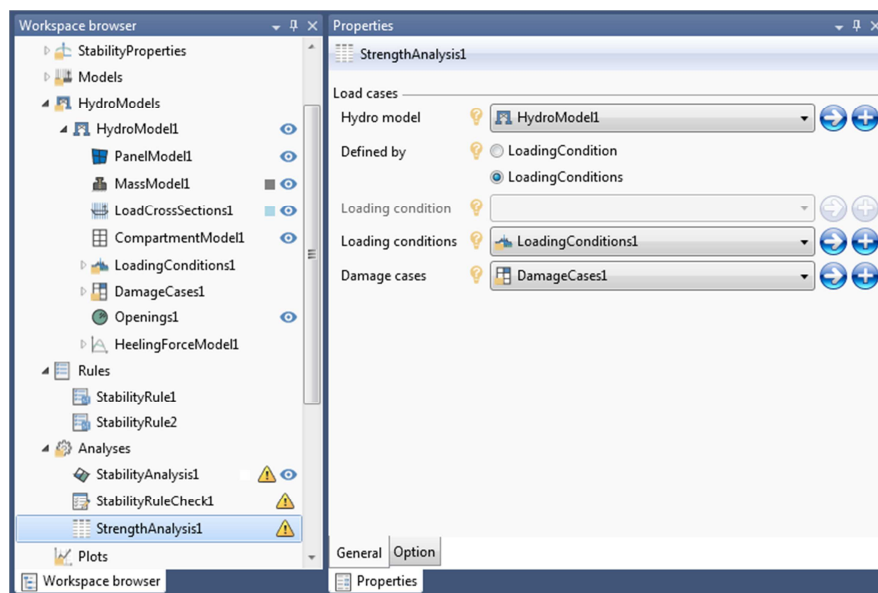 Workspace browser
StabilityProperties
Models
HydroModels
HydroModel1
PanelModel1
MassModel1
LoadCrossSections1
CompartmentModel1
LoadingConditions1
DamageCases1
Openings1
HeelingForceModel1
Rules
StabilityRule1
StabilityRule2
Analyses
StabilityAnalysis1
StabilityRuleCheck1
StrengthAnalysis1
Plots
Workspace browser
Properties
StrengthAnalysis1
Load cases
Hydro model HydroModel1
Defined by LoadingCondition
LoadingConditions
Loading condition
Loading conditions LoadingConditions1
Damage cases DamageCases1
General Option
Properties